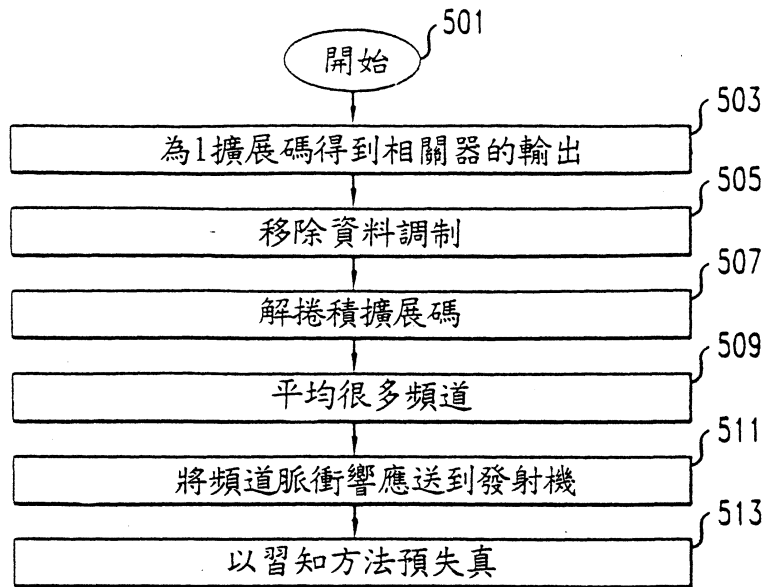 501
開始
503
為1擴展碼得到相關器的輸出
505
移除資料調制
507
解捲積擴展碼
509
平均很多頻道
511
將頻道脈衝響應送到發射機
513
以習知方法預失真